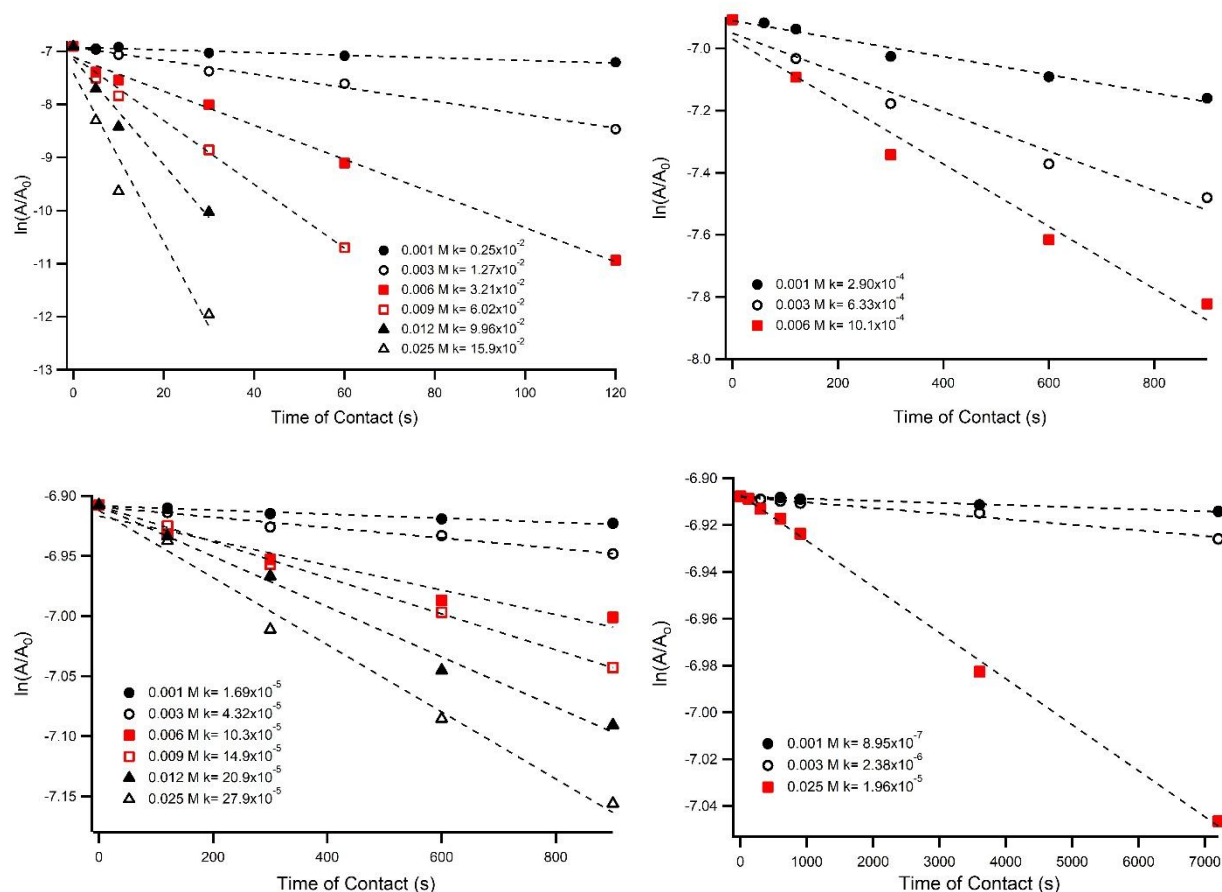 -7
-8
-9
-10
-11
-12
-13
ln(A/A0)
0.001 M k= 0.25x10-2
0.003 M k= 1.27x10-2
0.006 M k= 3.21x10-2
0.009 M k= 6.02x10-2
0.012 M k= 9.96x10-2
0.025 M k= 15.9x10-2
0 20 40 60 80 100 120
Time of Contact (s)
-7.0
-7.2
-7.4
-7.6
-7.8
-8.0
ln(A/A0)
0.001 M k= 2.90x10-4
0.003 M k= 6.33x10-4
0.006 M k= 10.1x10-4
0 200 400 600 800
Time of Contact (s)
-6.90
-6.95
-7.00
-7.05
-7.10
-7.15
ln(A/A0)
0.001 M k= 1.69x10-5
0.003 M k= 4.32x10-5
0.006 M k= 10.3x10-5
0.009 M k= 14.9x10-5
0.012 M k= 20.9x10-5
0.025 M k= 27.9x10-5
0 200 400 600 800
Time of Contact (s)
-6.90
-6.92
-6.94
-6.96
-6.98
-7.00
-7.02
-7.04
ln(A/A0)
0.001 M k= 8.95x10-7
0.003 M k= 2.38x10-6
0.025 M k= 1.96x10-5
0 1000 2000 3000 4000 5000 6000 7000
Time of Contact (s)